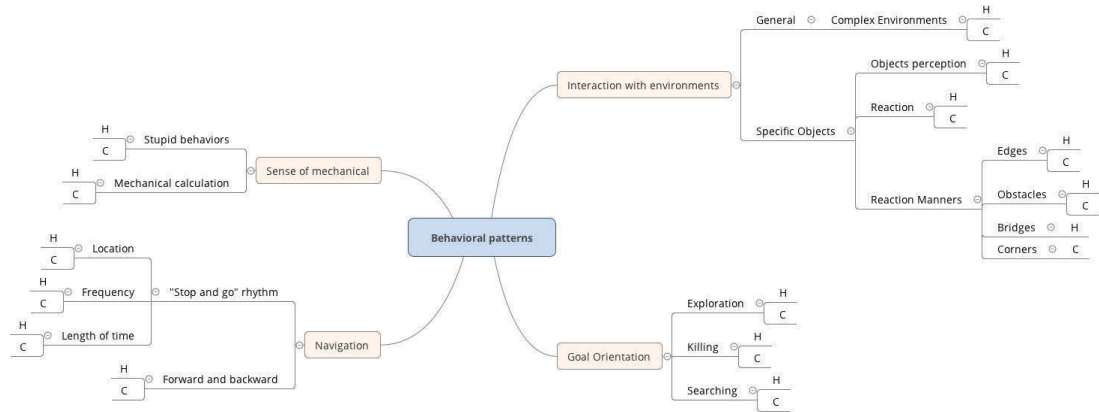 Behavioral patterns
Interaction with environments
General
Complex Environments
H
C
Specific Objects
Objects perception
H
C
Reaction
H
C
Reaction Manners
Edges
H
C
Obstacles
H
C
Bridges
H
Corners
C
Goal Orientation
Exploration
H
C
Killing
H
C
Searching
H
C
Sense of mechanical
Stupid behaviors
H
C
Mechanical calculation
H
C
Navigation
"Stop and go" rhythm
Location
H
C
Frequency
H
C
Length of time
H
C
Forward and backward
H
C